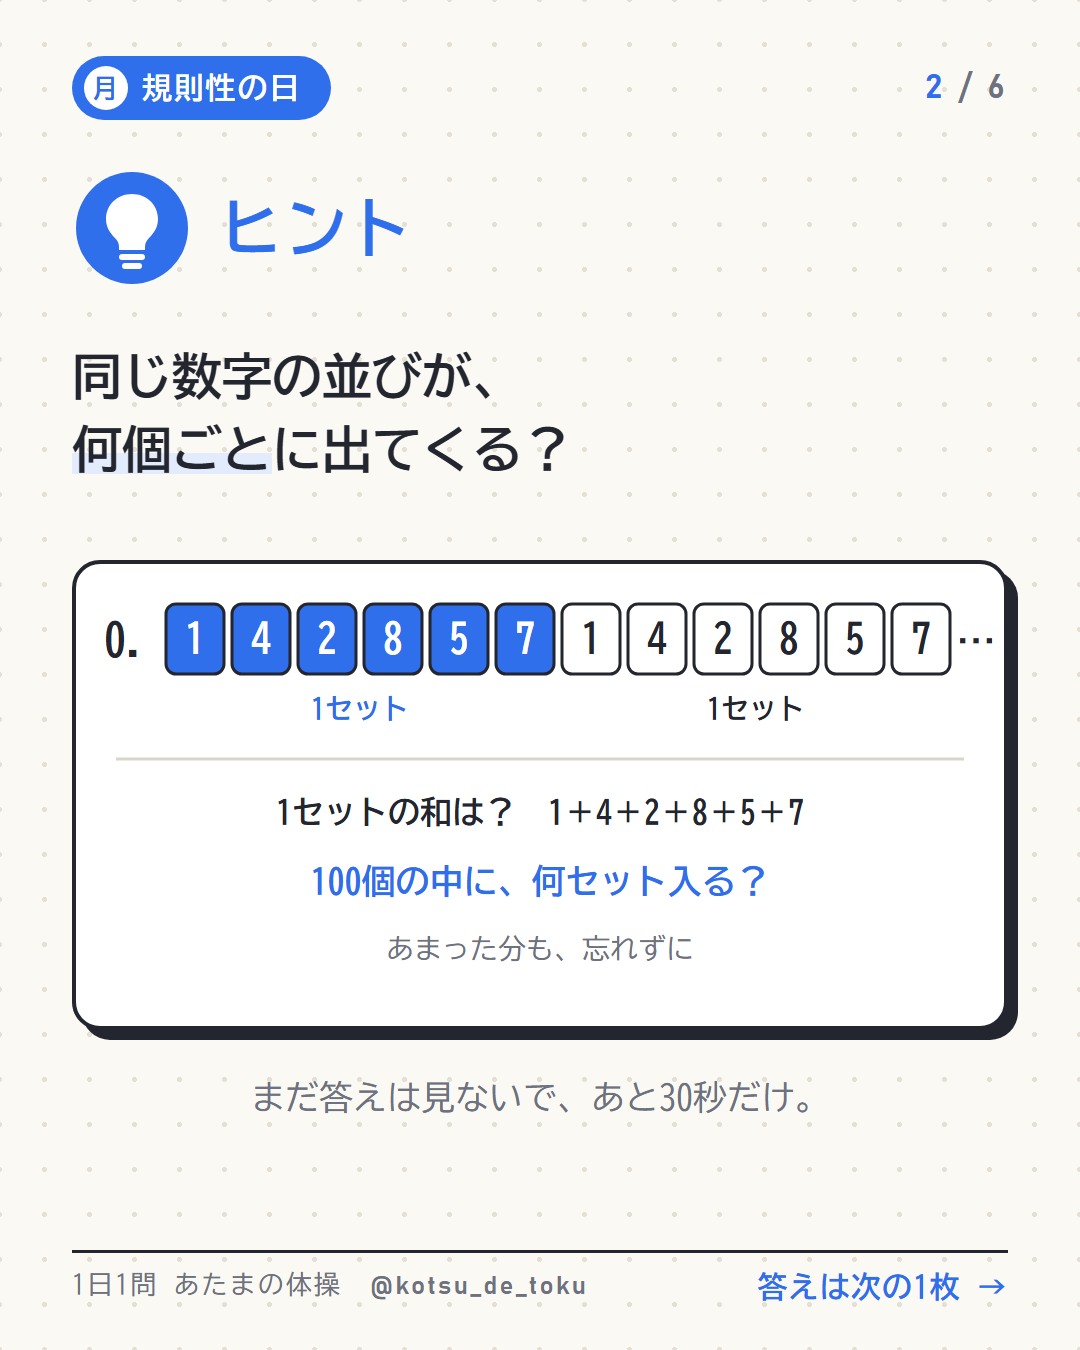 月 規則性の日
2 / 6
ヒント
同じ数字の並びが、
何個ごとに出てくる？
0. 1 4 2 8 5 7 1 4 2 8 5 7 …
1セット 1セット
1セットの和は？ 1＋4＋2＋8＋5＋7
100個の中に、何セット入る？
あまった分も、忘れずに
まだ答えは見ないで、あと30秒だけ。
1日1問 あたまの体操 @kotsu_de_toku 答えは次の1枚 →